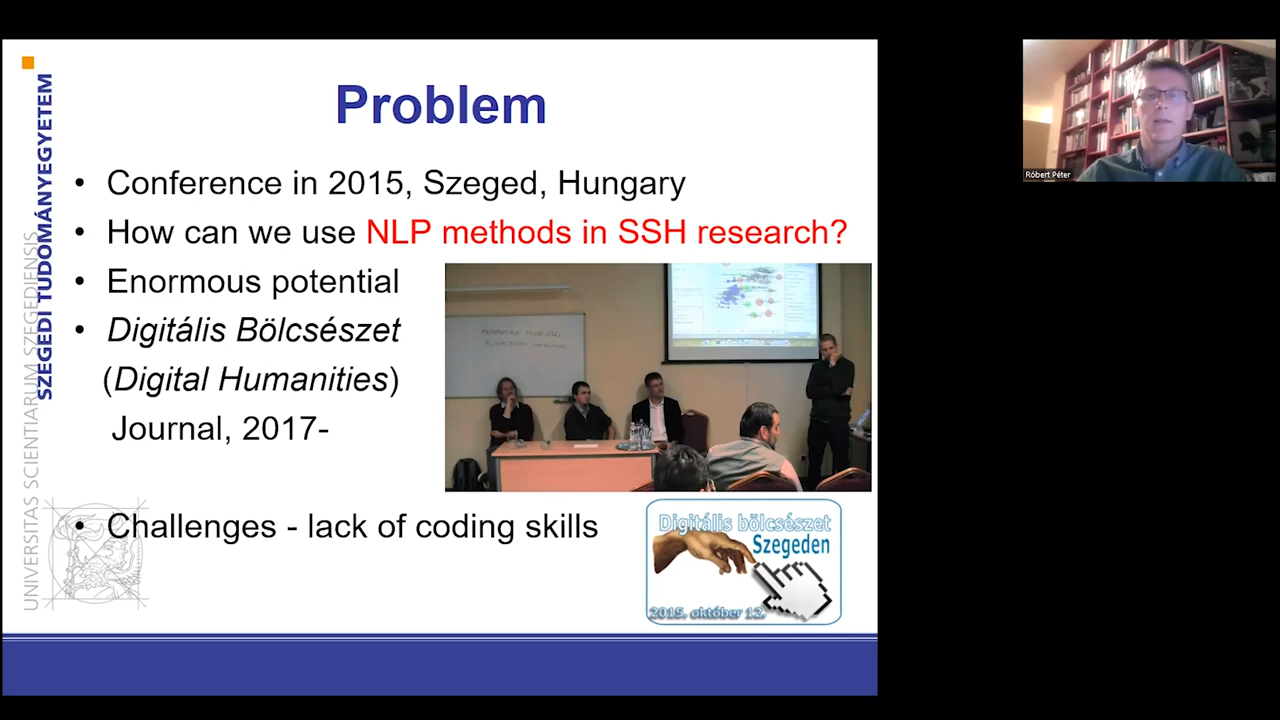 Problem
• Conference in 2015, Szeged, Hungary
• How can we use NLP methods in SSH research?
• Enormous potential
• Digitális Bölcsészet
(Digital Humanities)
Journal, 2017-
• Challenges - lack of coding skills
SZEGEDI TUDOMÁNYEGYETEM
UNIVERSITAS SCIENTIARUM SZEGEDIENSIS
Digitális bölcsészet
Szegeden
2015. október 12.
Róbert Péter